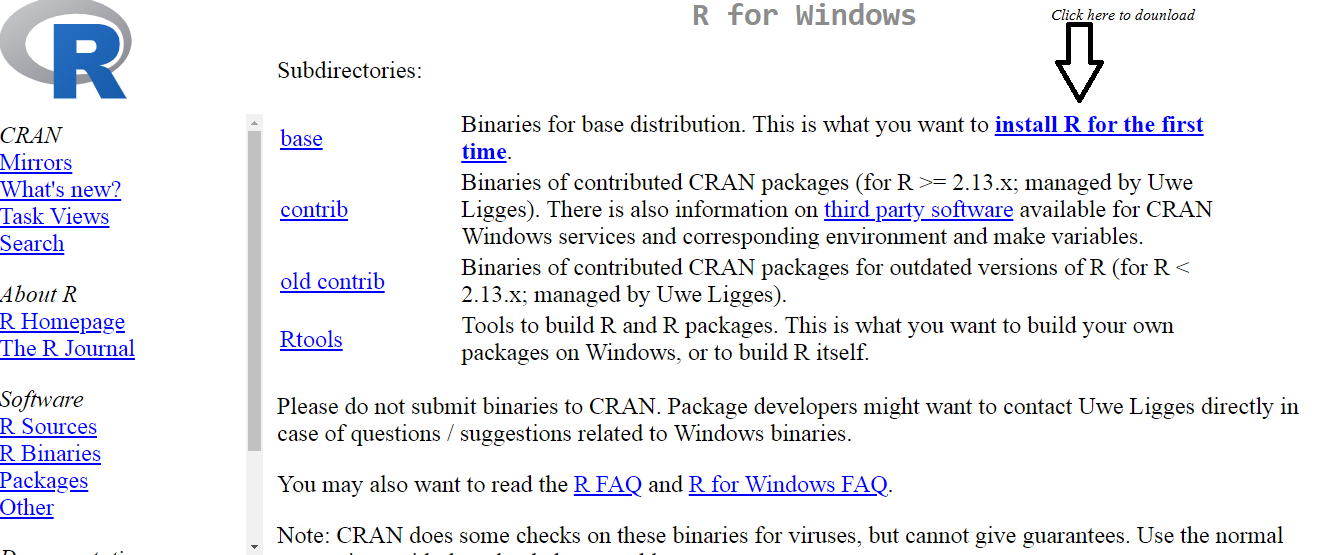 R for Windows
Click here to dounload
R
Subdirectories:
CRAN
Mirrors
What's new?
Task Views
Search
About R
R Homepage
The R Journal
Software
R Sources
R Binaries
Packages
Other
base
Binaries for base distribution. This is what you want to install R for the first
time.
contrib
Binaries of contributed CRAN packages (for R >= 2.13.x; managed by Uwe
Ligges). There is also information on third party software available for CRAN
Windows services and corresponding environment and make variables.
old contrib
Binaries of contributed CRAN packages for outdated versions of R (for R <
2.13.x; managed by Uwe Ligges).
Rtools
Tools to build R and R packages. This is what you want to build your own
packages on Windows, or to build R itself.
Please do not submit binaries to CRAN. Package developers might want to contact Uwe Ligges directly in
case of questions / suggestions related to Windows binaries.
You may also want to read the R FAQ and R for Windows FAQ.
Note: CRAN does some checks on these binaries for viruses, but cannot give guarantees. Use the normal